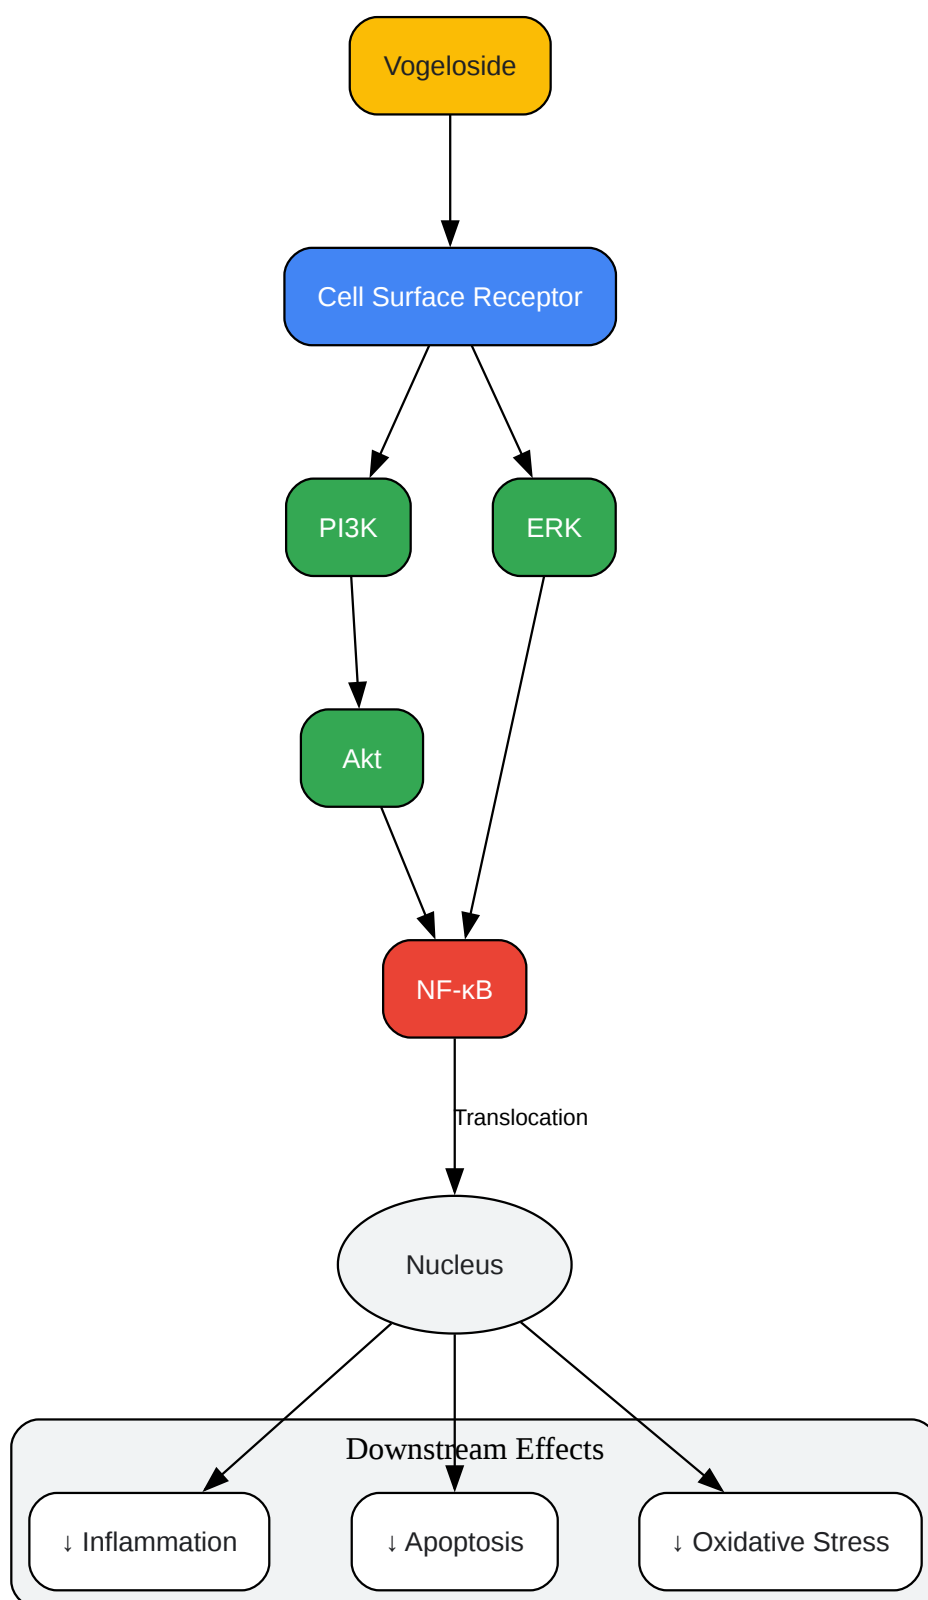 Vogeloside
Cell Surface Receptor
PI3K
ERK
Akt
NF-κB
Translocation
Nucleus
Downstream Effects
↓ Inflammation
↓ Apoptosis
↓ Oxidative Stress